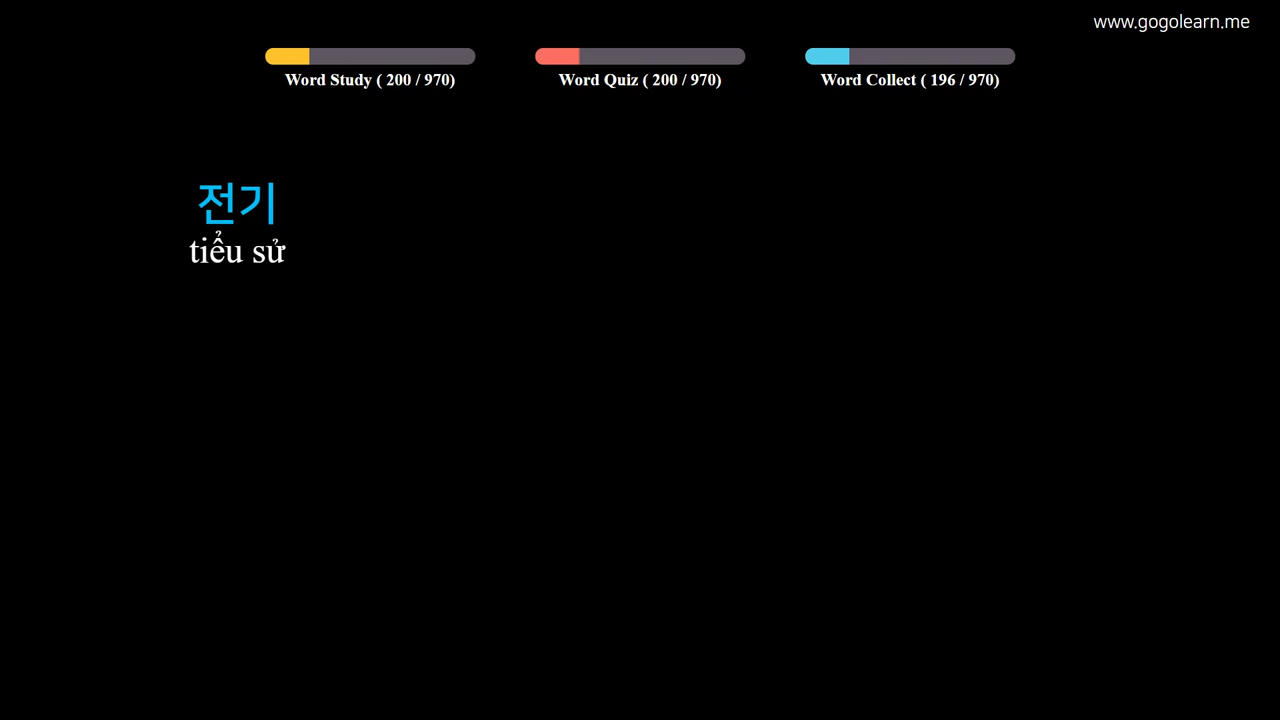 www.gogolearn.me
Word Study ( 200 / 970)
Word Quiz ( 200 / 970)
Word Collect ( 196 / 970)
전기
tiểu sử